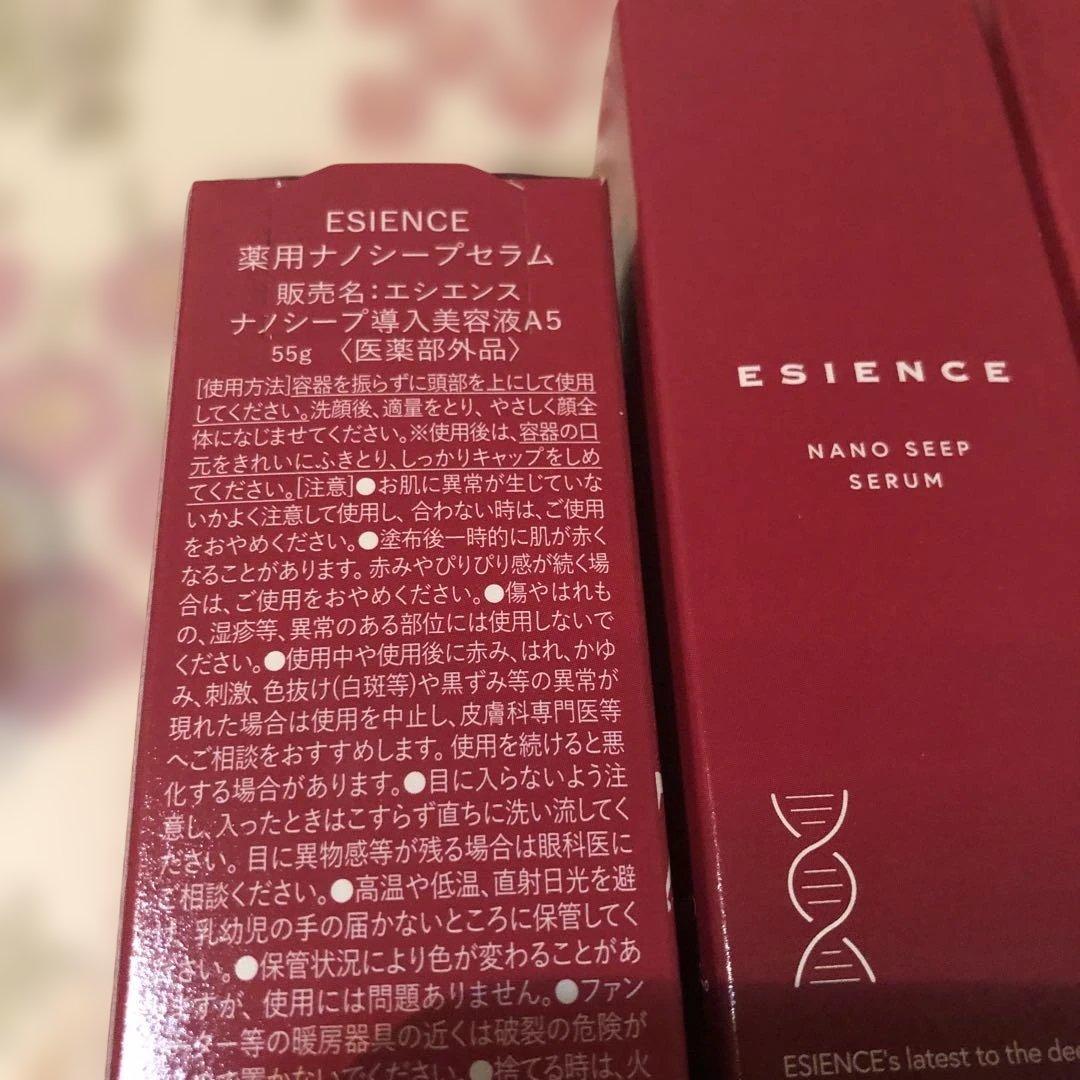 ESIENCE
薬用ナノシープセラム
販売名：エシエンス
ナノシープ導入美容液A5
55g 〈医薬部外品〉
[使用方法]容器を振らずに頭部を上にして使用
してください。洗顔後、適量をとり、やさしく顔全
体になじませてください。※使用後は、容器の口
元をきれいにふきとり、しっかりキャップをしめ
てください。[注意]●お肌に異常が生じていな
いかよく注意して使用し、合わない時は、ご使用
をおやめください。●塗布後一時的に肌が赤く
なることがあります。赤みやぴりぴり感が続く場
合は、ご使用をおやめください。●傷やはれも
の、湿疹等、異常のある部位には使用しないで
ください。●使用中や使用後に赤み、はれ、かゆ
み、刺激、色抜け(白斑等)や黒ずみ等の異常が
現れた場合は使用を中止し、皮膚科専門医等
へご相談をおすすめします。使用を続けると悪
化する場合があります。●目に入らないよう注
意し、入ったときはこすらず直ちに洗い流してく
ださい。目に異物感等が残る場合は眼科医に
ご相談ください。●高温や低温、直射日光を避
け、乳幼児の手の届かないところに保管してく
ださい。●保管状況により色が変わることがあ
りますが、使用には問題ありません。●ファン
ヒーター等の暖房器具の近くは破裂の危険が
置かないでください。●捨てる時は、火
ESIENCE
NANO SEEP
SERUM
ESIENCE's latest to the